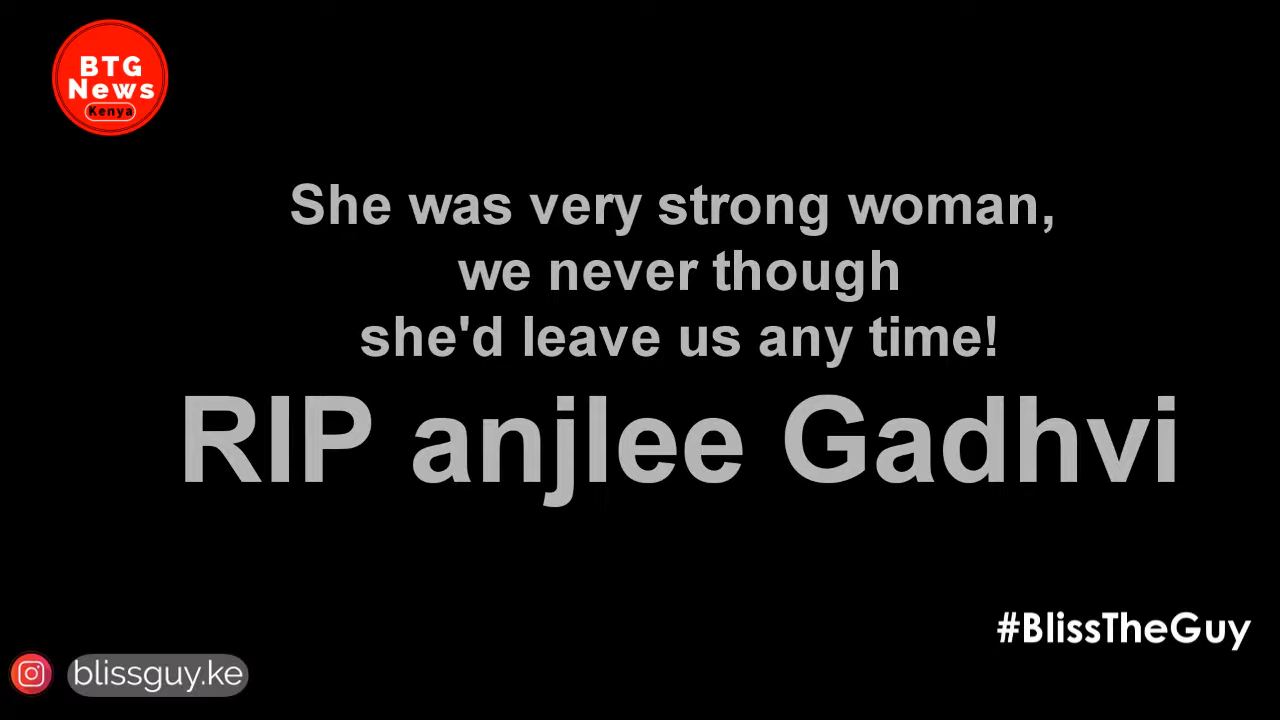 BTG
News
Kenya
She was very strong woman,
we never though
she'd leave us any time!
RIP anjlee Gadhvi
#BlissTheGuy
blissguy.ke